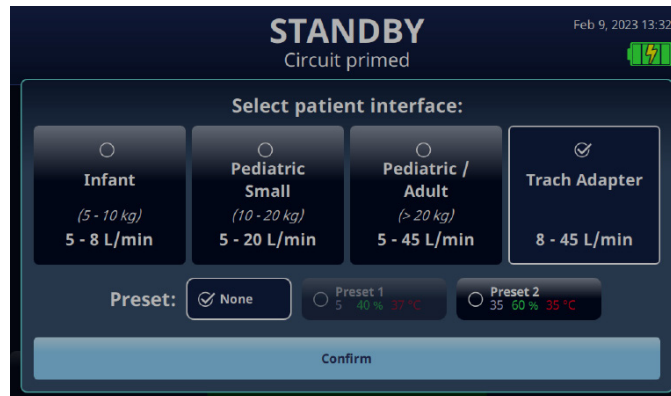 STANDBY
Feb 9, 2023 13:32
Circuit primed
Select patient interface:
Infant
(5 - 10 kg)
5 - 8 L/min
Pediatric
Small
(10 - 20 kg)
5 - 20 L/min
Pediatric /
Adult
(> 20 kg)
5 - 45 L/min
Trach Adapter
8 - 45 L/min
Preset:
None
Preset 1
5 40 % 37 °C
Preset 2
35 60 % 35 °C
Confirm